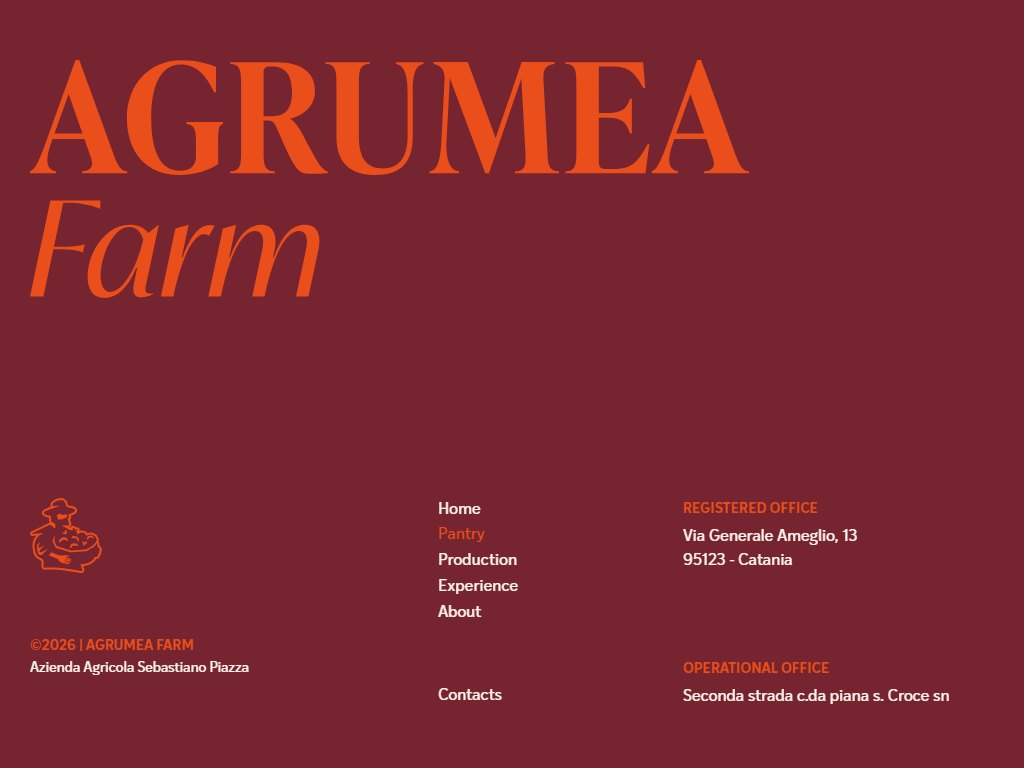 AGRUMEA
Farm
©2026 | AGRUMEA FARM
Azienda Agricola Sebastiano Piazza
Home
Pantry
Production
Experience
About
Contacts
REGISTERED OFFICE
Via Generale Ameglio, 13
95123 - Catania
OPERATIONAL OFFICE
Seconda strada c.da piana s. Croce sn